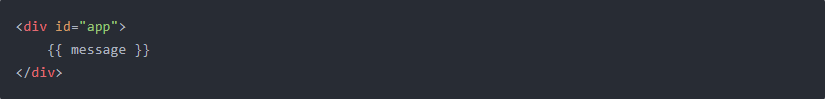 <div id="app">
    {{ message }}
</div>